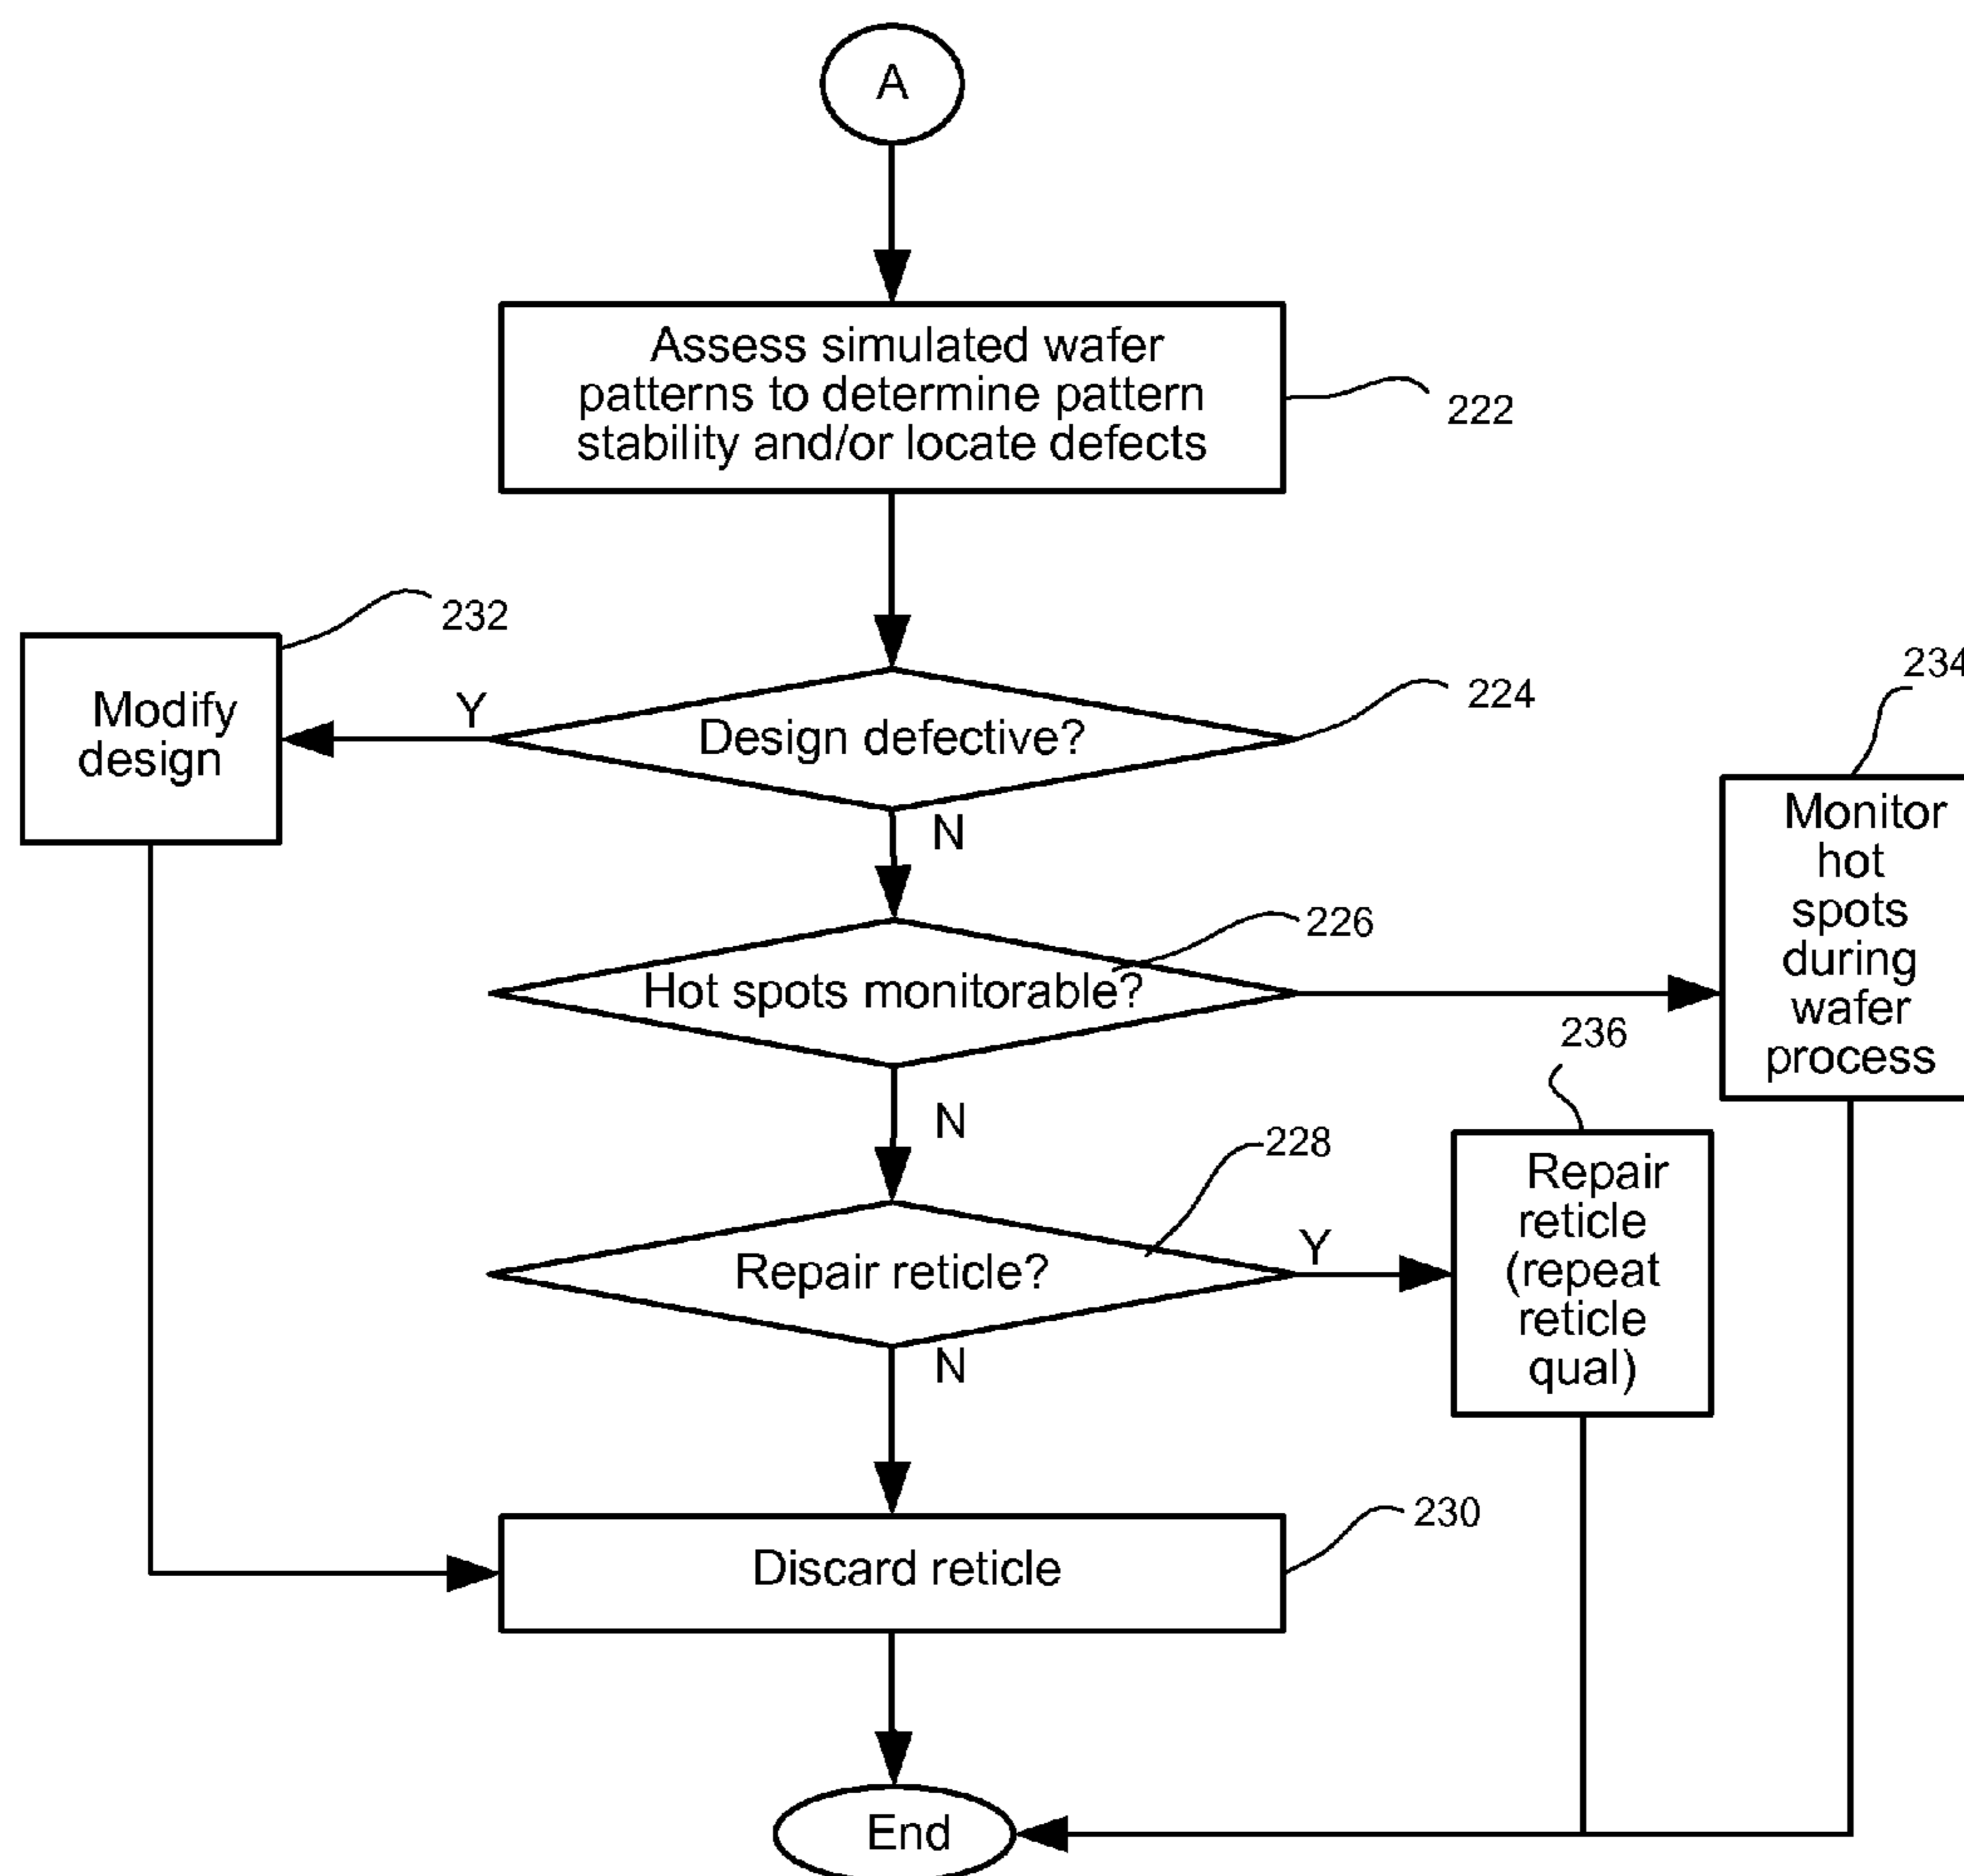 A
Assess simulated wafer
patterns to determine pattern
stability and/or locate defects
222
232
Modify
design
Y
Design defective?
224
N
234
Monitor
hot
spots
during
wafer
process
Hot spots monitorable?
226
N
236
Repair reticle?
228
Y
Repair
reticle
(repeat
reticle
qual)
N
Discard reticle
230
End